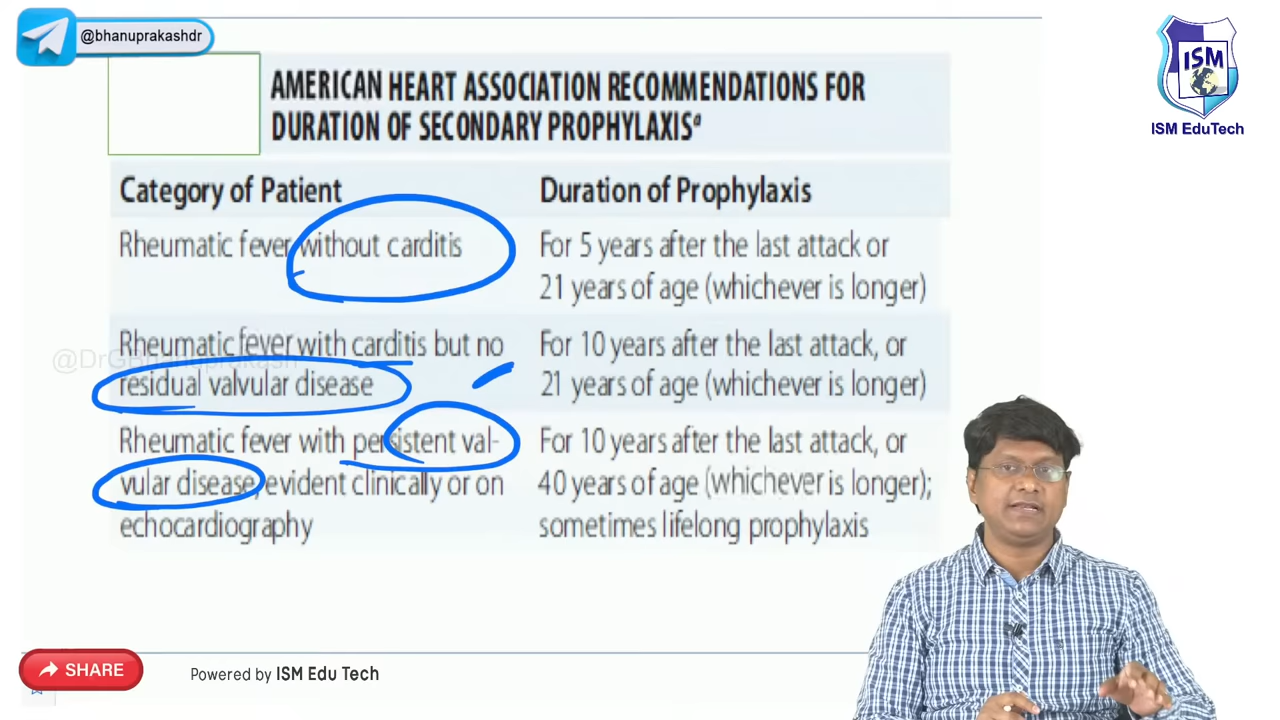 @bhanuprakashdr
ISM
ISM EduTech
AMERICAN HEART ASSOCIATION RECOMMENDATIONS FOR
DURATION OF SECONDARY PROPHYLAXISᵃ
Category of Patient
Duration of Prophylaxis
Rheumatic fever without carditis
For 5 years after the last attack or
21 years of age (whichever is longer)
Rheumatic fever with carditis but no
residual valvular disease
For 10 years after the last attack, or
21 years of age (whichever is longer)
Rheumatic fever with persistent val-
vular disease, evident clinically or on
echocardiography
For 10 years after the last attack, or
40 years of age (whichever is longer);
sometimes lifelong prophylaxis
@DrGBhanuprakash
SHARE
Powered by ISM Edu Tech